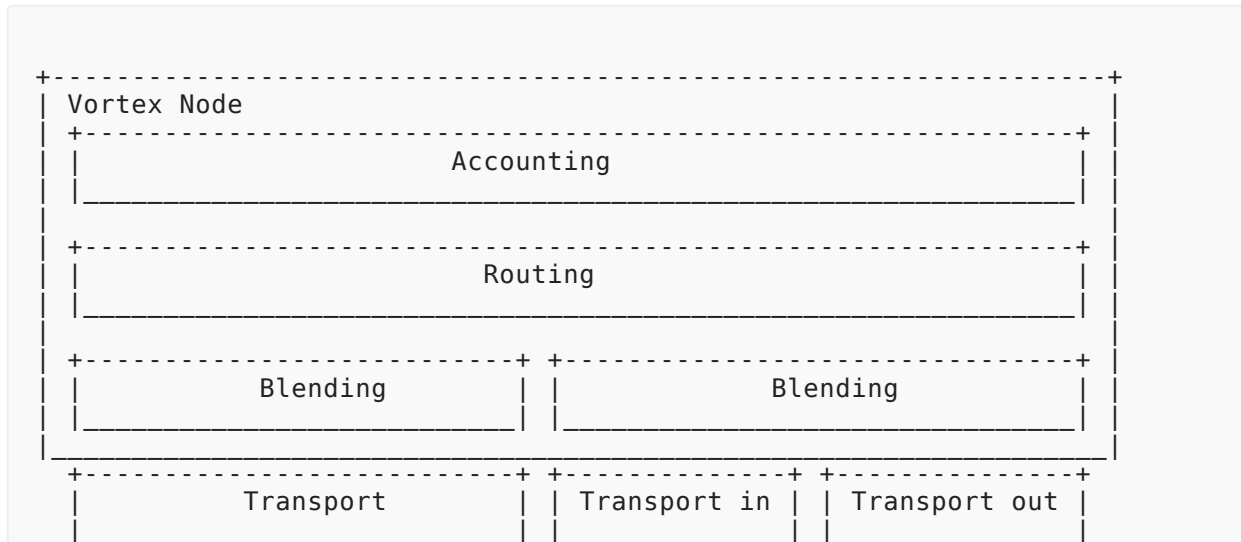 Vortex Node
Accounting
Routing
Blending Blending
Transport Transport in Transport out